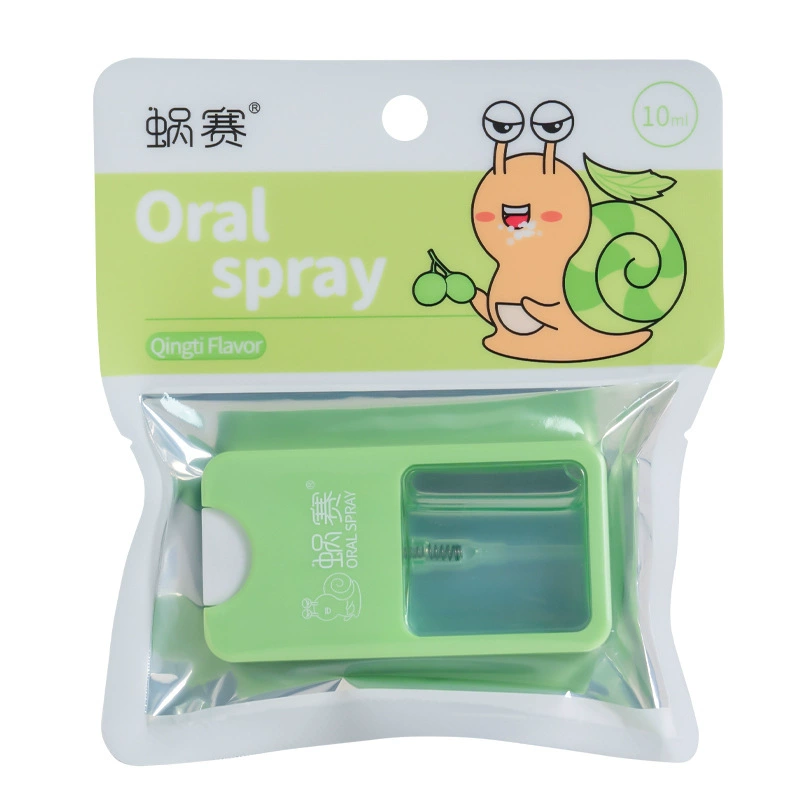 蜗赛®
10ml
Oral
spray
Qingti Flavor
蜗赛®
ORAL SPRAY